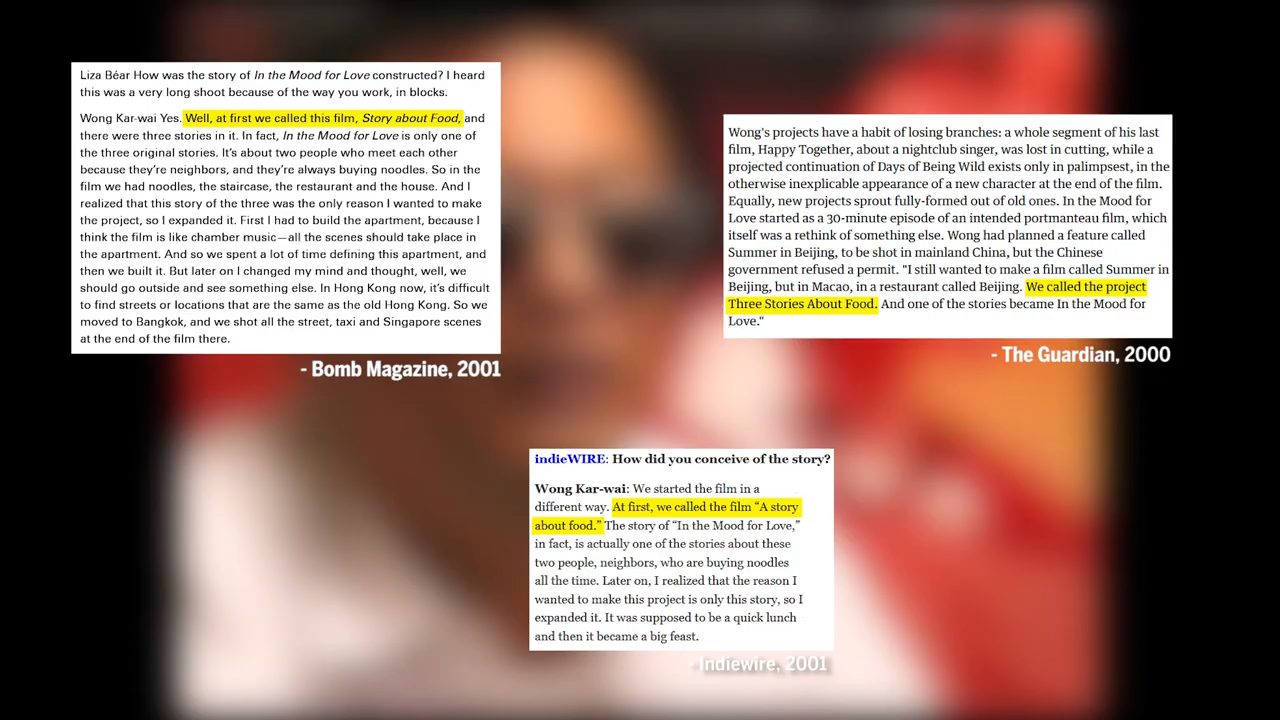 Liza Béar How was the story of In the Mood for Love constructed? I heard
this was a very long shoot because of the way you work, in blocks.
Wong Kar-wai Yes. Well, at first we called this film, Story about Food, and
there were three stories in it. In fact, In the Mood for Love is only one of
the three original stories. It's about two people who meet each other
because they're neighbors, and they're always buying noodles. So in the
film we had noodles, the staircase, the restaurant and the house. And I
realized that this story of the three was the only reason I wanted to make
the project, so I expanded it. First I had to build the apartment, because I
think the film is like chamber music—all the scenes should take place in
the apartment. And so we spent a lot of time defining this apartment, and
then we built it. But later on I changed my mind and thought, well, we
should go outside and see something else. In Hong Kong now, it's difficult
to find streets or locations that are the same as the old Hong Kong. So we
moved to Bangkok, and we shot all the street, taxi and Singapore scenes
at the end of the film there.
- Bomb Magazine, 2001
Wong's projects have a habit of losing branches: a whole segment of his last
film, Happy Together, about a nightclub singer, was lost in cutting, while a
projected continuation of Days of Being Wild exists only in palimpsest, in the
otherwise inexplicable appearance of a new character at the end of the film.
Equally, new projects sprout fully-formed out of old ones. In the Mood for
Love started as a 30-minute episode of an intended portmanteau film, which
itself was a rethink of something else. Wong had planned a feature called
Summer in Beijing, to be shot in mainland China, but the Chinese
government refused a permit. "I still wanted to make a film called Summer in
Beijing, but in Macao, in a restaurant called Beijing. We called the project
Three Stories About Food. And one of the stories became In the Mood for
Love."
- The Guardian, 2000
indieWIRE: How did you conceive of the story?
Wong Kar-wai: We started the film in a
different way. At first, we called the film “A story
about food.” The story of “In the Mood for Love,”
in fact, is actually one of the stories about these
two people, neighbors, who are buying noodles
all the time. Later on, I realized that the reason I
wanted to make this project is only this story, so I
expanded it. It was supposed to be a quick lunch
and then it became a big feast.
- Indiewire, 2001